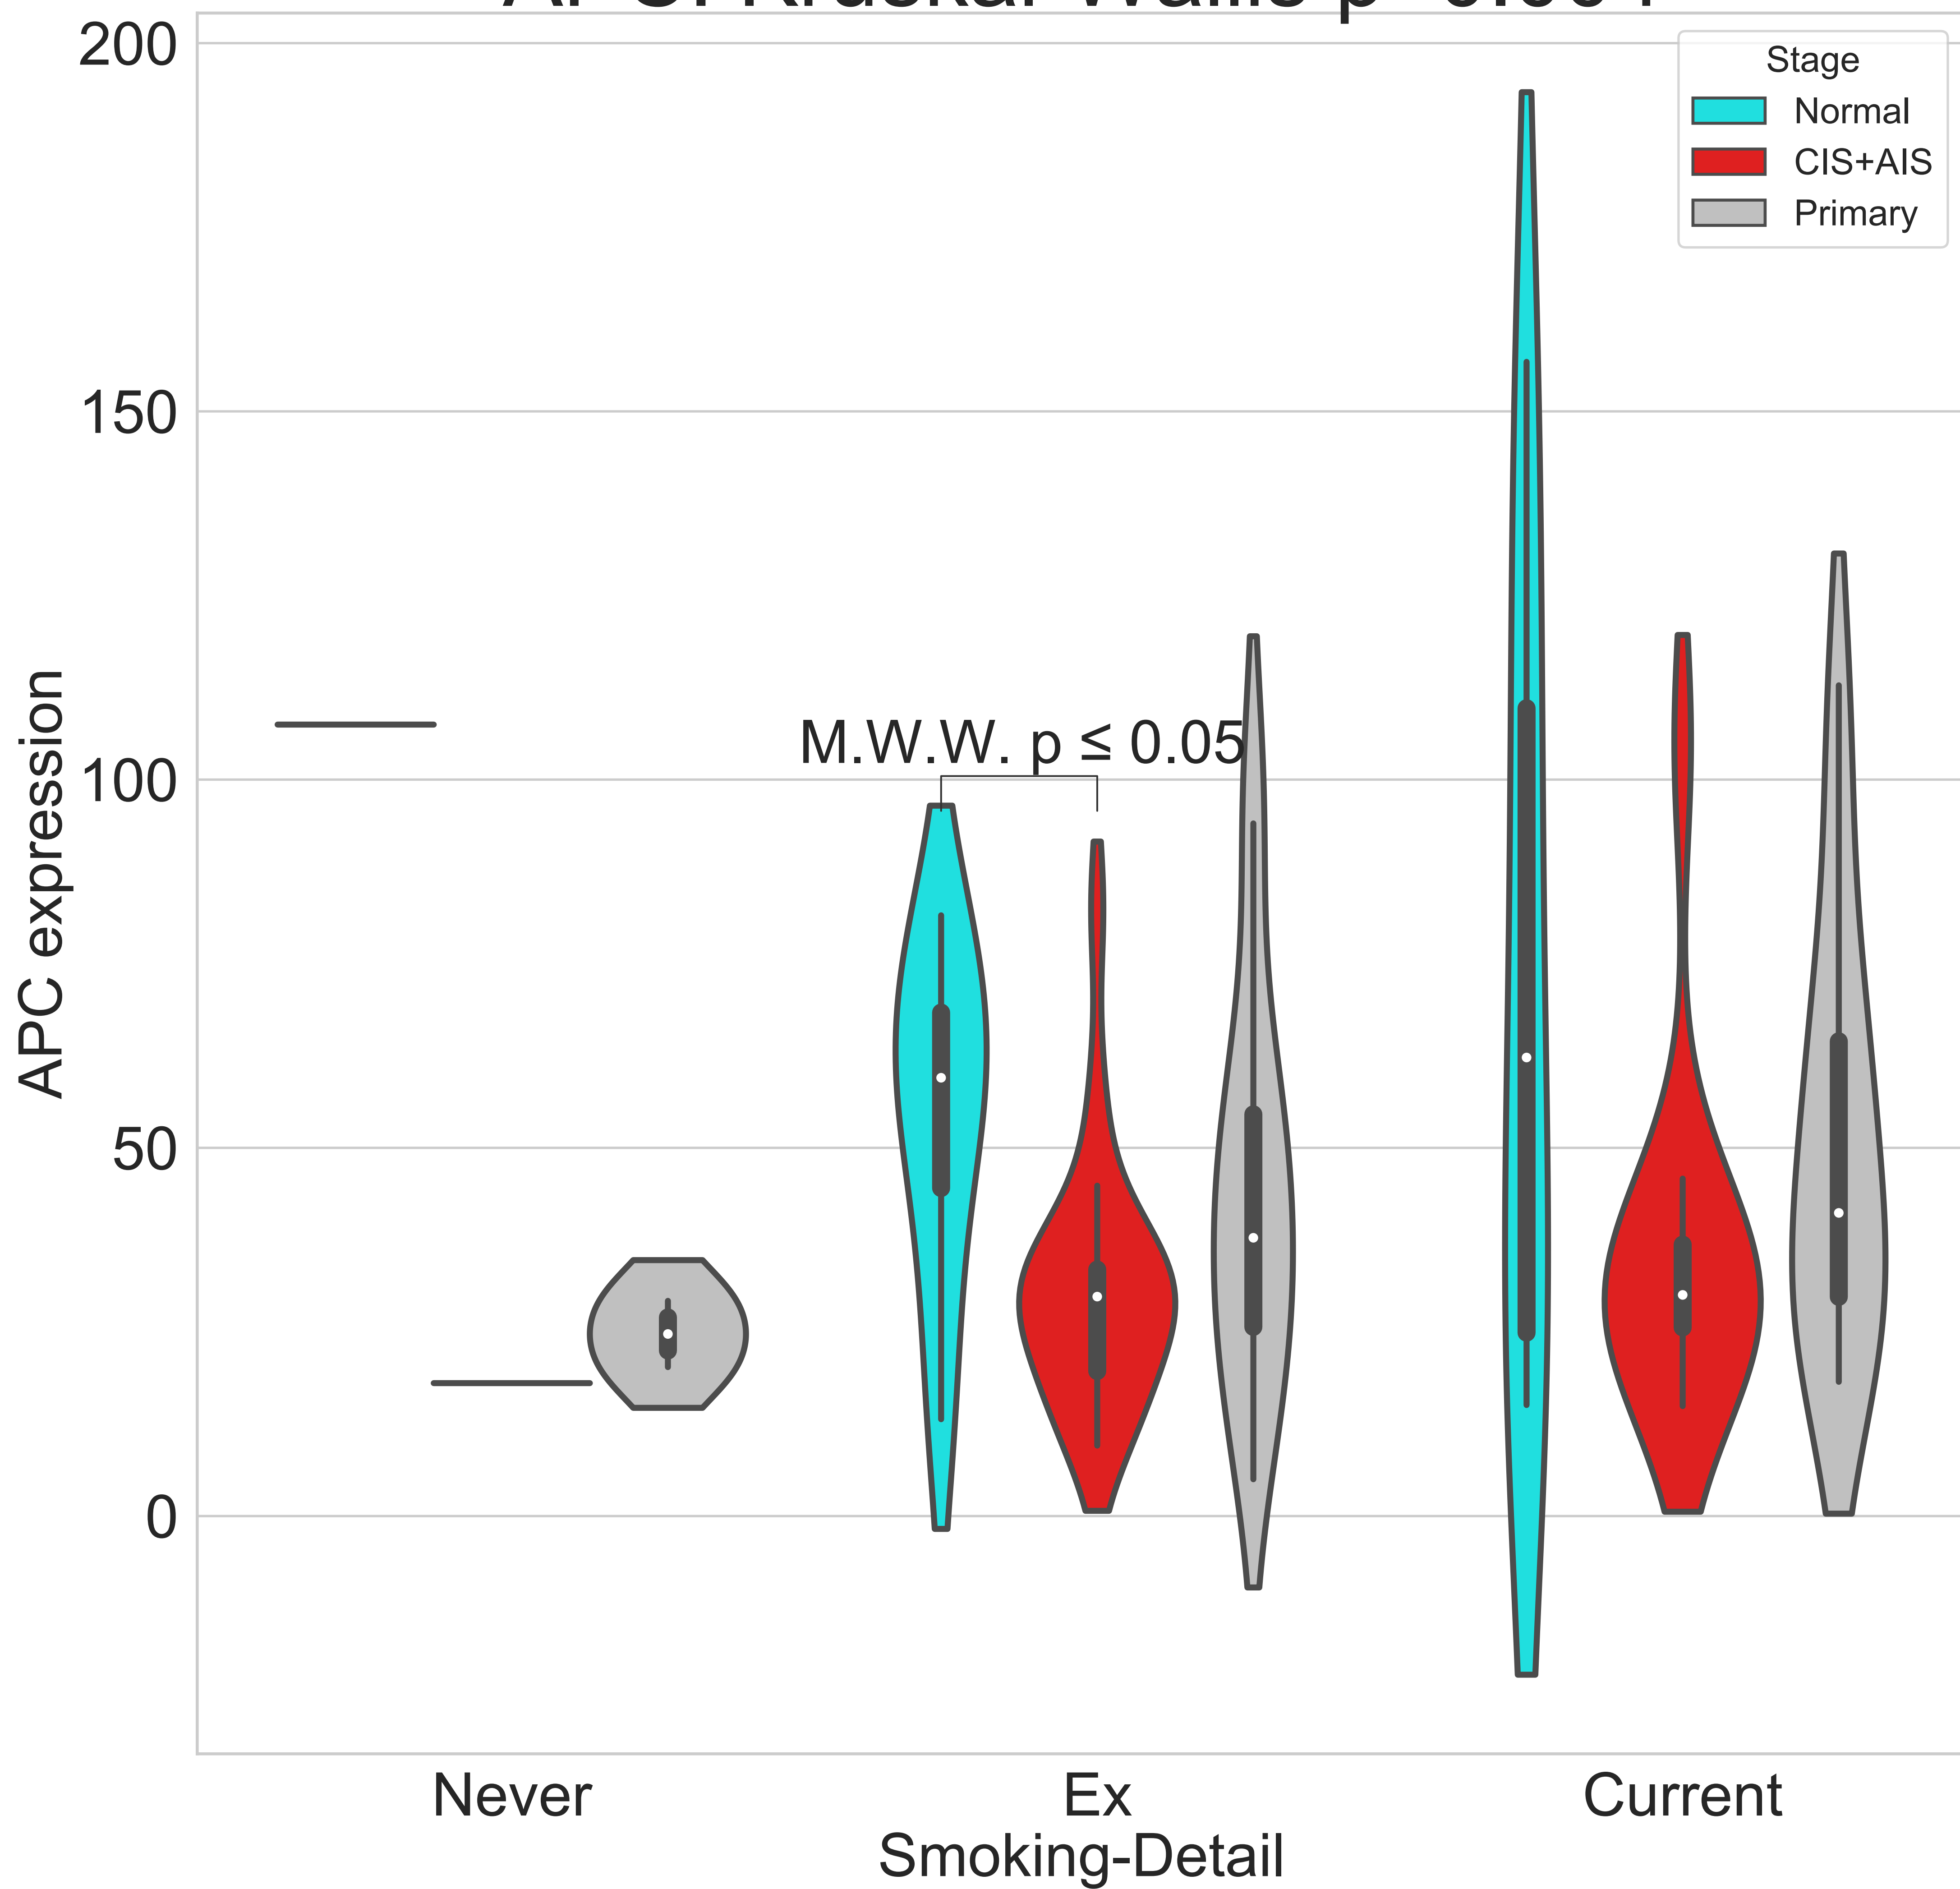 200
150
100
50
0
APC expression
Stage
Normal
CIS+AIS
Primary
M.W.W. p ≤ 0.05
Never
Ex
Current
Smoking-Detail